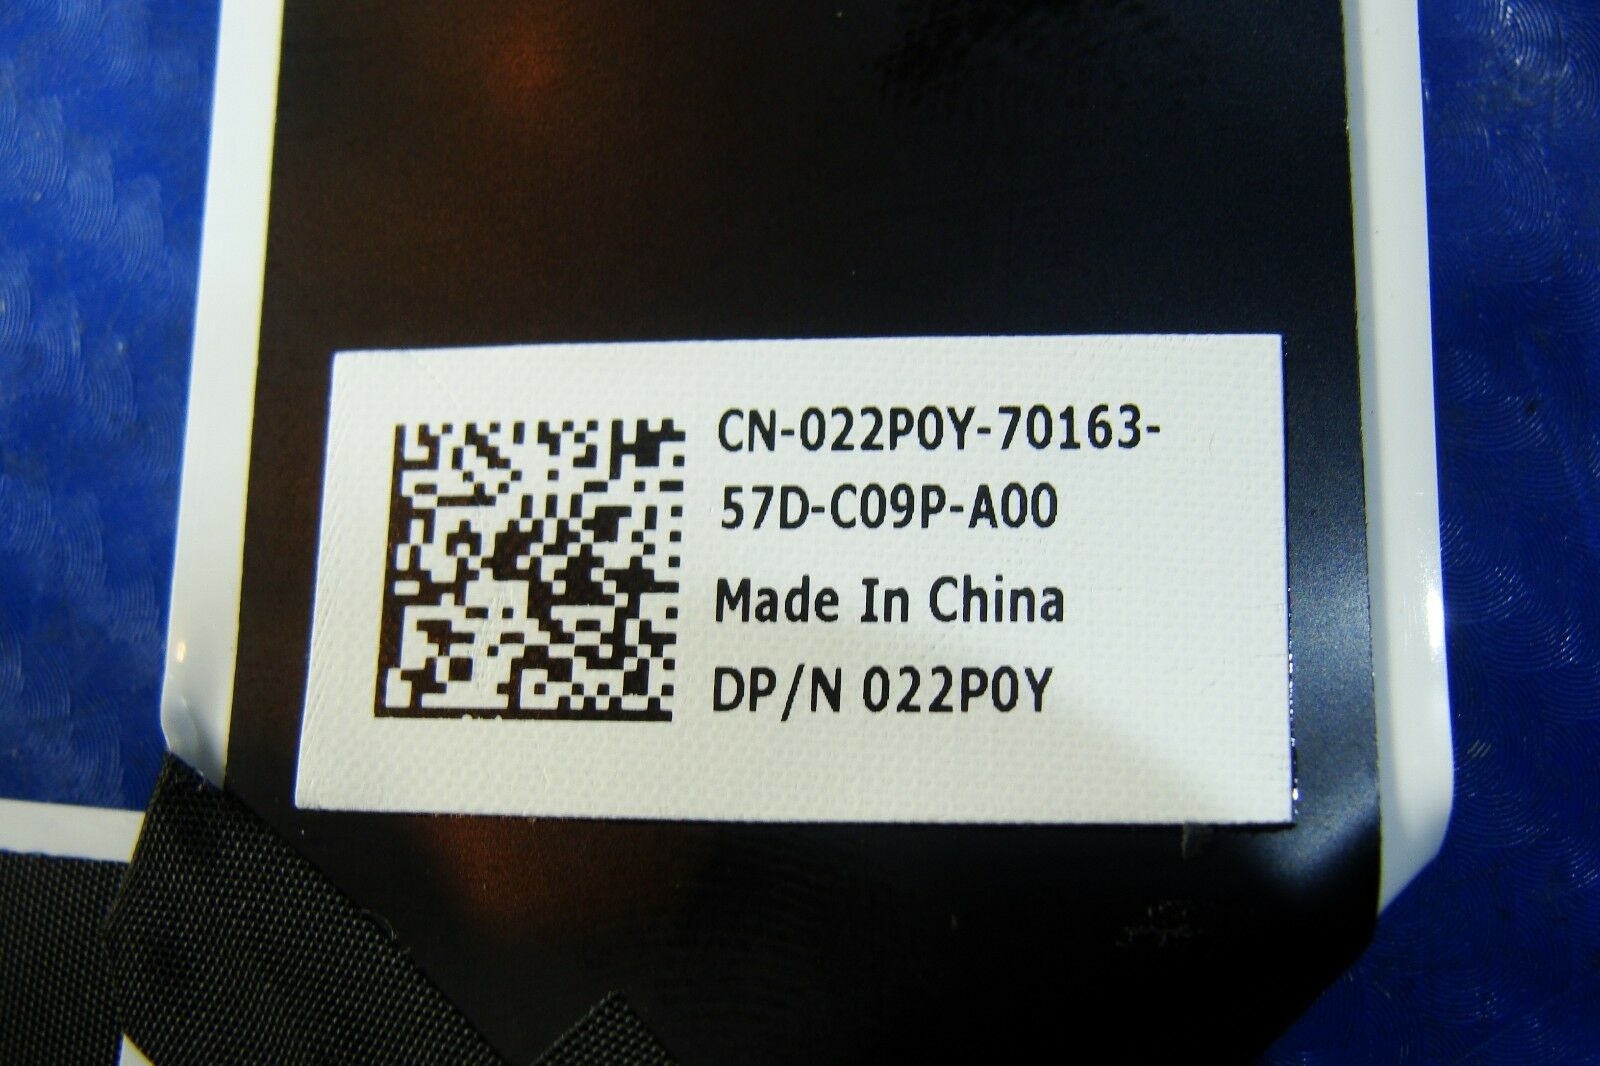 CN-022P0Y-70163-
57D-C09P-A00
Made In China
DP/N 022P0Y